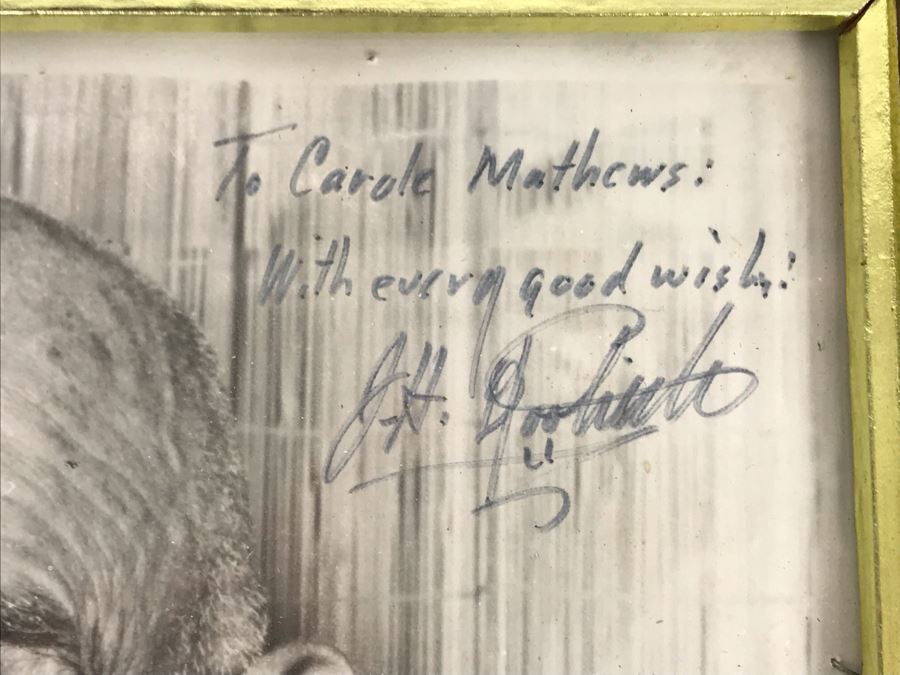 To Carole Mathews:
With every good wish:
J.H.